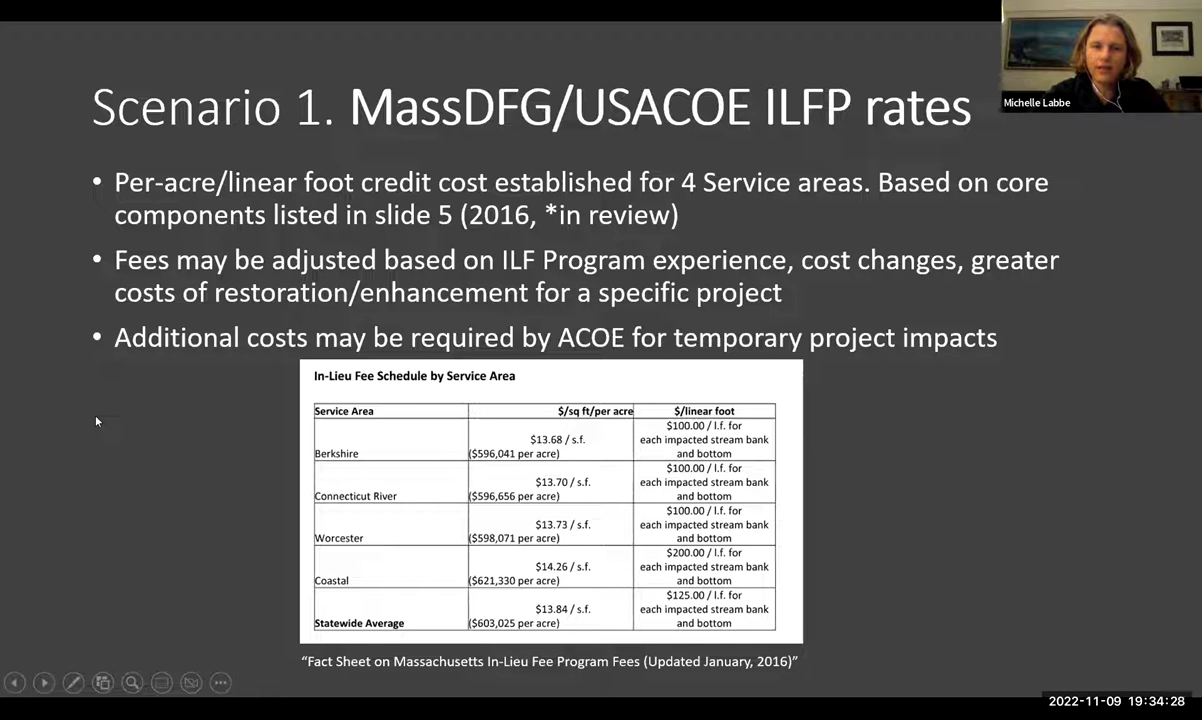 Michelle Labbe
Scenario 1. MassDFG/USACOE ILFP rates
• Per-acre/linear foot credit cost established for 4 Service areas. Based on core
components listed in slide 5 (2016, *in review)
• Fees may be adjusted based on ILF Program experience, cost changes, greater
costs of restoration/enhancement for a specific project
• Additional costs may be required by ACOE for temporary project impacts
In-Lieu Fee Schedule by Service Area
Service Area $/sq ft/per acre $/linear foot
$100.00 / l.f. for
$13.68 / s.f. each impacted stream bank
Berkshire ($596,041 per acre) and bottom
$100.00 / l.f. for
$13.70 / s.f. each impacted stream bank
Connecticut River ($596,656 per acre) and bottom
$100.00 / l.f. for
$13.73 / s.f. each impacted stream bank
Worcester ($598,071 per acre) and bottom
$200.00 / l.f. for
$14.26 / s.f. each impacted stream bank
Coastal ($621,330 per acre) and bottom
$125.00 / l.f. for
$13.84 / s.f. each impacted stream bank
Statewide Average ($603,025 per acre) and bottom
“Fact Sheet on Massachusetts In-Lieu Fee Program Fees (Updated January, 2016)”
2022-11-09 19:34:28